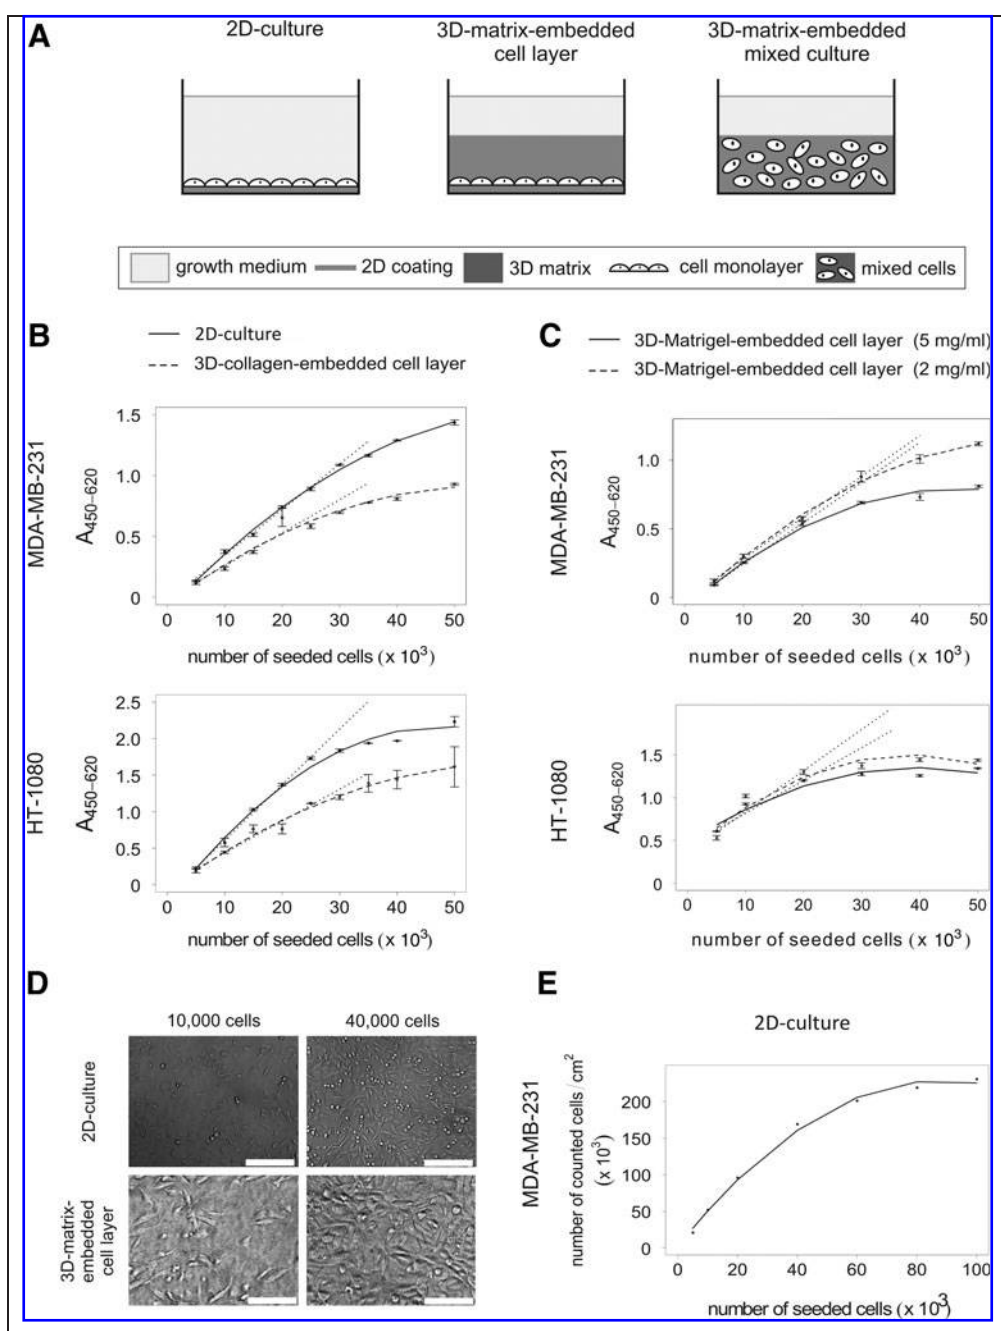 A
2D-culture
3D-matrix-embedded
cell layer
3D-matrix-embedded
mixed culture
growth medium
2D coating
3D matrix
cell monolayer
mixed cells
B
2D-culture
3D-collagen-embedded cell layer
MDA-MB-231
A450–620
1.5
1.0
0.5
0
0 10 20 30 40 50
number of seeded cells (x 10³)
HT-1080
A450–620
2.5
2.0
1.5
1.0
0.5
0
0 10 20 30 40 50
number of seeded cells (x 10³)
C
3D-Matrigel-embedded cell layer (5 mg/ml)
3D-Matrigel-embedded cell layer (2 mg/ml)
MDA-MB-231
A450–620
1.0
0.5
0
0 10 20 30 40 50
number of seeded cells (x 10³)
HT-1080
A450–620
1.5
1.0
0.5
0
0 10 20 30 40 50
number of seeded cells (x 10³)
D
10,000 cells
40,000 cells
2D-culture
3D-matrix-
embedded
cell layer
E
2D-culture
MDA-MB-231
number of counted cells/cm²
(x 10³)
200
150
100
50
0
0 20 40 60 80 100
number of seeded cells (x 10³)